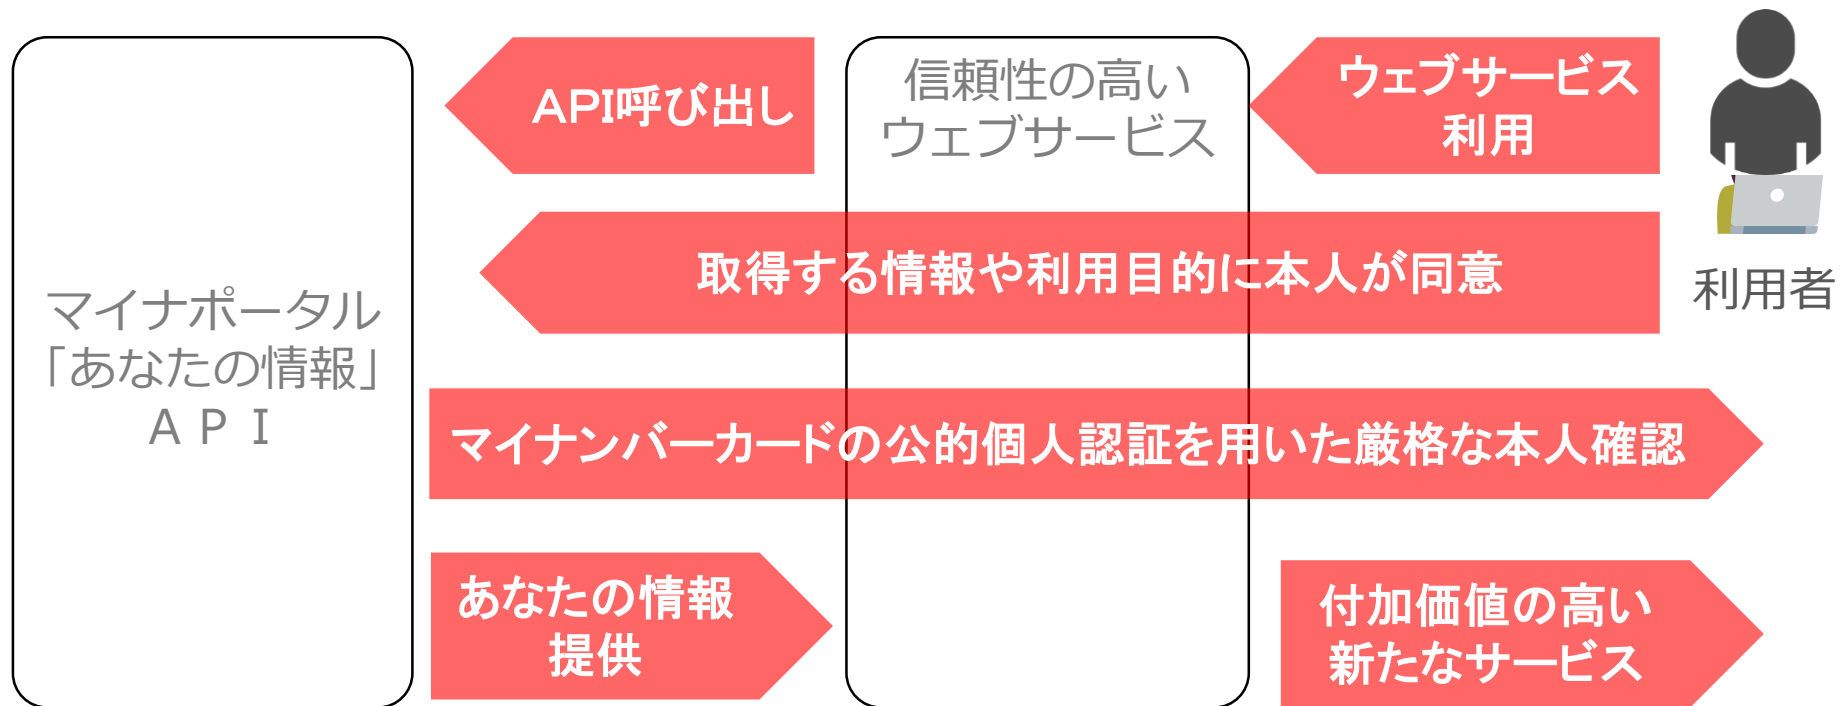 API呼び出し
信頼性の高い
ウェブサービス
ウェブサービス
利用
利用者
取得する情報や利用目的に本人が同意
マイナポータル
「あなたの情報」
ＡＰＩ
マイナンバーカードの公的個人認証を用いた厳格な本人確認
あなたの情報
提供
付加価値の高い
新たなサービス